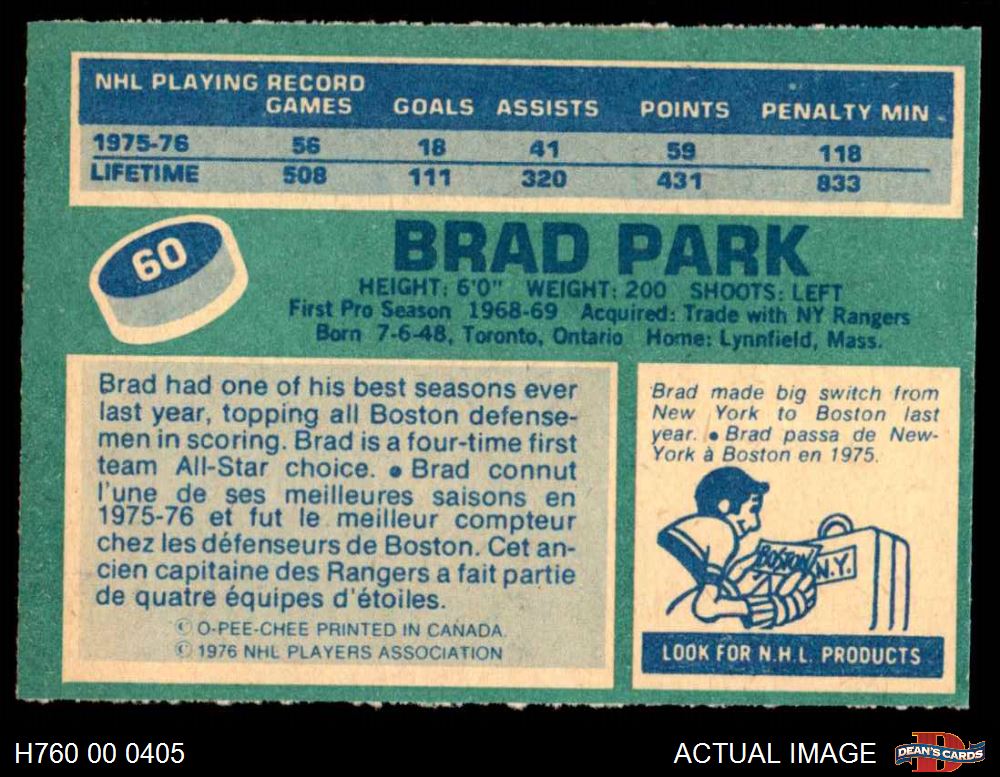 NHL PLAYING RECORD
GAMES GOALS ASSISTS POINTS PENALTY MIN.
1975-76 56 18 41 59 118
LIFETIME 508 111 320 431 833
60
BRAD PARK
HEIGHT: 6'0" WEIGHT: 200 SHOOTS: LEFT
First Pro Season 1968-69 Acquired: Trade with NY Rangers
Born 7-6-48, Toronto, Ontario Home: Lynnfield, Mass.
Brad had one of his best seasons ever
last year, topping all Boston defense-
men in scoring. Brad is a four-time first
team All-Star choice. • Brad connut
l'une de ses meilleures saisons en
1975-76 et fut le meilleur compteur
chez les défenseurs de Boston. Cet an-
cien capitaine des Rangers a fait partie
de quatre équipes d'étoiles.
© O-PEE-CHEE PRINTED IN CANADA.
© 1976 NHL PLAYERS ASSOCIATION
Brad made big switch from
New York to Boston last
year. • Brad passa de New-
York à Boston en 1975.
BOSTON
N.Y.
LOOK FOR N.H.L. PRODUCTS
H760 00 0405
ACTUAL IMAGE
DEAN'S CARDS